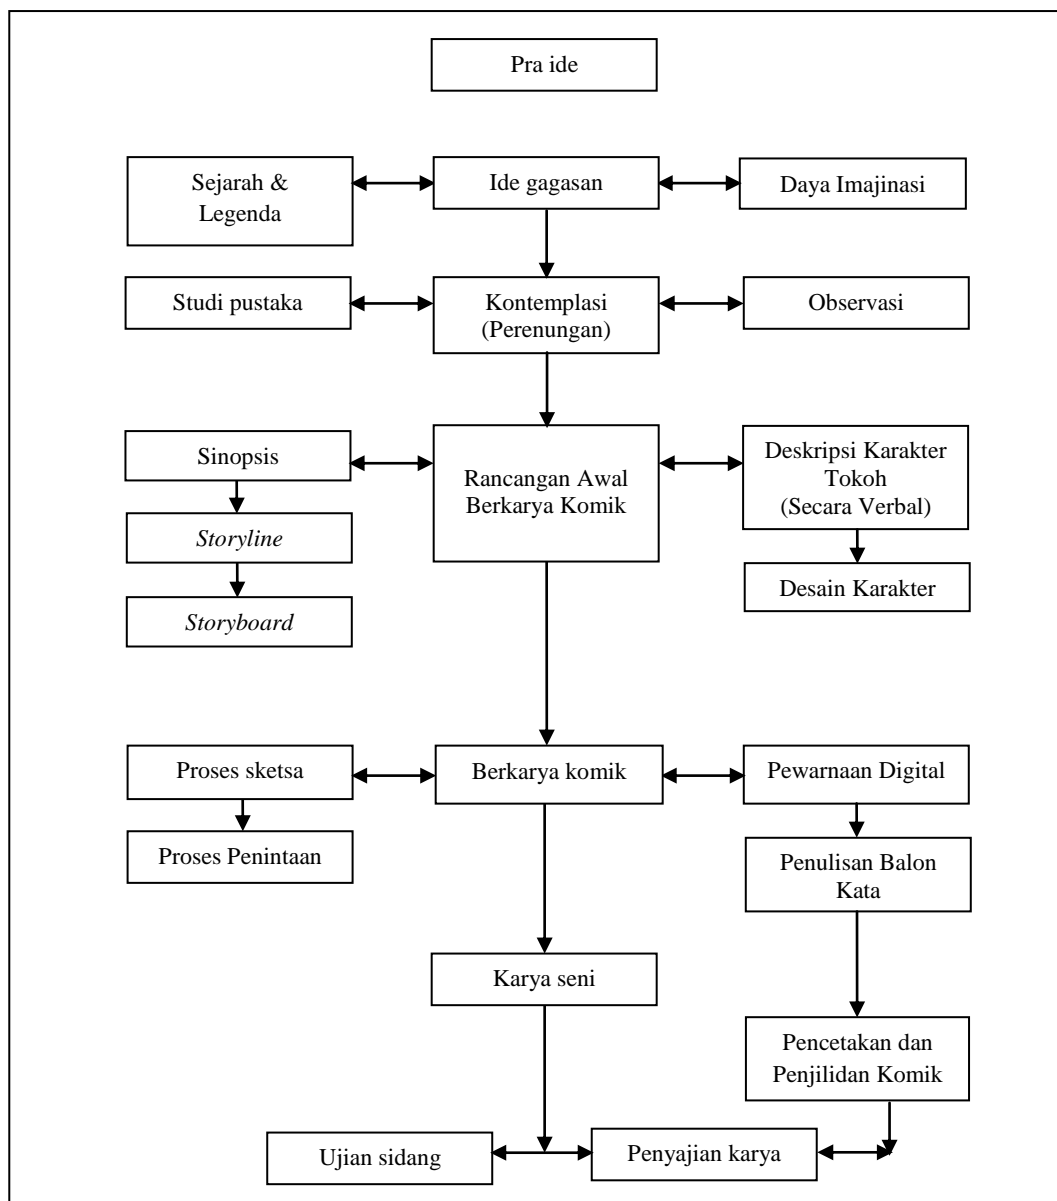 Pra ide
Sejarah &
Legenda
Ide gagasan
Daya Imajinasi
Studi pustaka
Kontemplasi
(Perenungan)
Observasi
Sinopsis
Storyline
Storyboard
Rancangan Awal
Berkarya Komik
Deskripsi Karakter
Tokoh
(Secara Verbal)
Desain Karakter
Proses sketsa
Proses Penintaan
Berkarya komik
Pewarnaan Digital
Penulisan Balon
Kata
Karya seni
Pencetakan dan
Penjilidan Komik
Ujian sidang
Penyajian karya